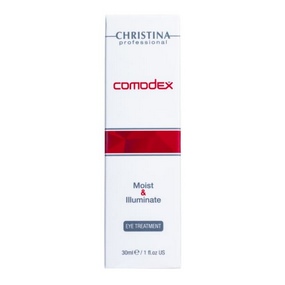 CHRISTINA
professional
COMODEX
Moist
&
Illuminate
EYE TREATMENT
30ml ℮ / 1 fl oz US